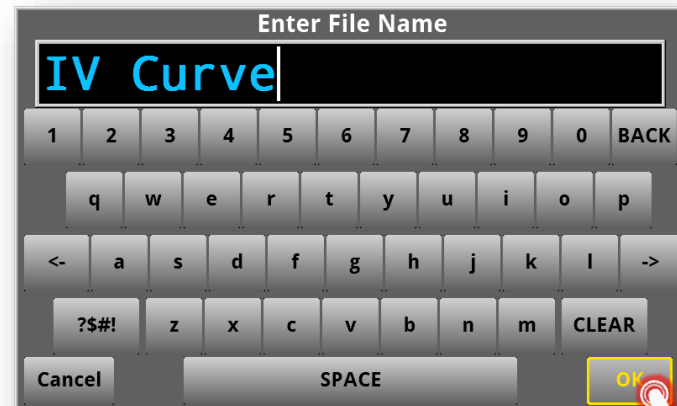 Enter File Name
IV Curve
1 2 3 4 5 6 7 8 9 0 BACK
q w e r t y u i o p
<- a s d f g h j k l ->
?$#! z x c v b n m CLEAR
Cancel SPACE OK